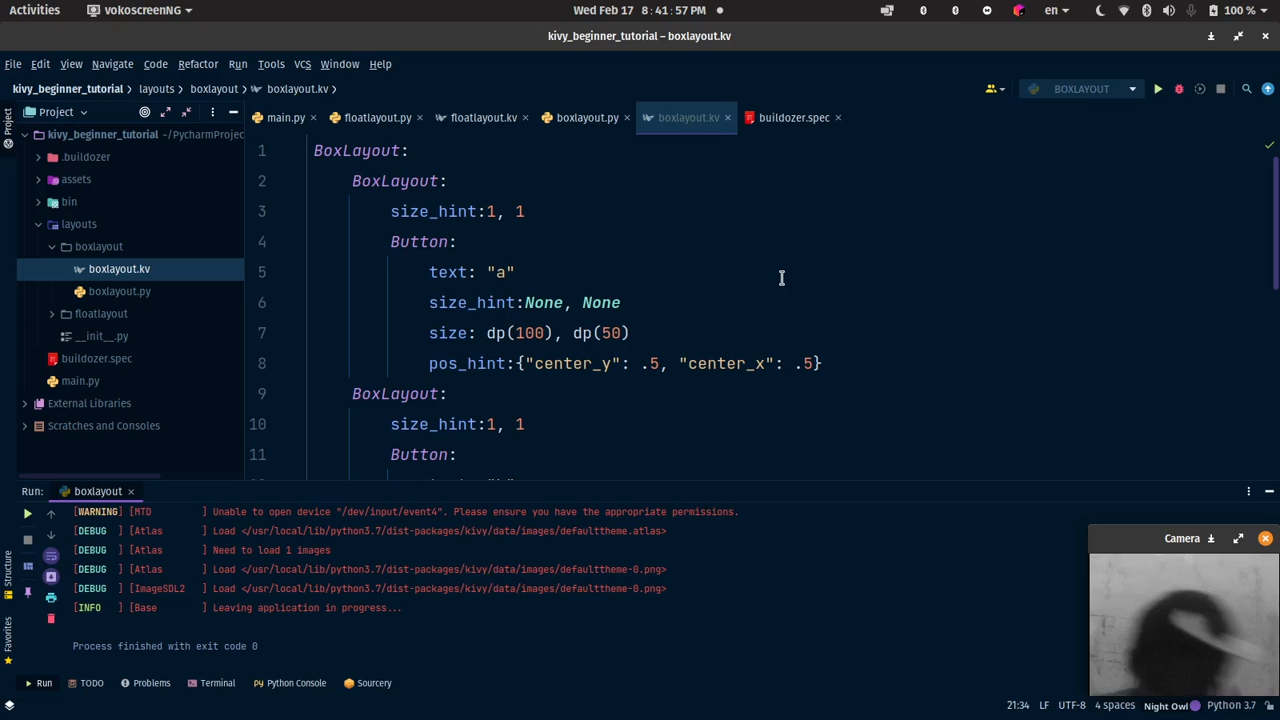 Activities vokoscreenNG Wed Feb 17 8:41:57 PM en 100 %
kivy_beginner_tutorial – boxlayout.kv
File Edit View Navigate Code Refactor Run Tools VCS Window Help
kivy_beginner_tutorial layouts boxlayout boxlayout.kv BOXLAYOUT
Project
Project
main.py floatlayout.py floatlayout.kv boxlayout.py boxlayout.kv buildozer.spec
kivy_beginner_tutorial ~/PycharmProjec
.buildozer
assets
bin
layouts
boxlayout
boxlayout.kv
boxlayout.py
floatlayout
__init__.py
buildozer.spec
main.py
External Libraries
Scratches and Consoles
1 BoxLayout:
2 BoxLayout:
3 size_hint:1, 1
4 Button:
5 text: "a"
6 size_hint:None, None
7 size: dp(100), dp(50)
8 pos_hint:{"center_y": .5, "center_x": .5}
9 BoxLayout:
10 size_hint:1, 1
11 Button:
Run: boxlayout
[WARNING] [MTD ] Unable to open device "/dev/input/event4". Please ensure you have the appropriate permissions.
[DEBUG ] [Atlas ] Load </usr/local/lib/python3.7/dist-packages/kivy/data/images/defaulttheme.atlas>
[DEBUG ] [Atlas ] Need to load 1 images
[DEBUG ] [Atlas ] Load </usr/local/lib/python3.7/dist-packages/kivy/data/images/defaulttheme-0.png>
[DEBUG ] [ImageSDL2 ] Load </usr/local/lib/python3.7/dist-packages/kivy/data/images/defaulttheme-0.png>
[INFO ] [Base ] Leaving application in progress...
Process finished with exit code 0
Structure
Favorites
Camera
Run TODO Problems Terminal Python Console Sourcery
21:34 LF UTF-8 4 spaces Night Owl Python 3.7